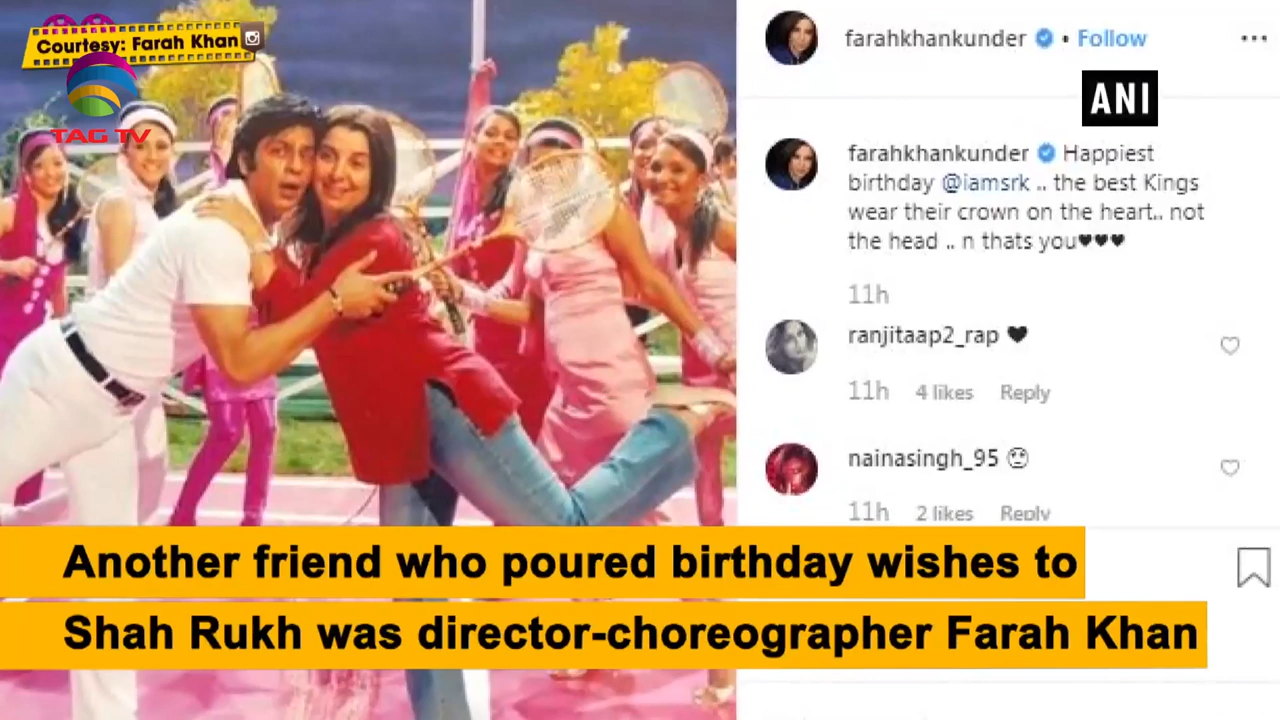 Courtesy: Farah Khan
TAG TV
farahkhankunder • Follow
ANI
farahkhankunder Happiest
birthday @iamsrk .. the best Kings
wear their crown on the heart.. not
the head .. n thats you♥♥♥
11h
ranjitaap2_rap ♥
11h 4 likes Reply
nainasingh_95
11h 2 likes Reply
Another friend who poured birthday wishes to
Shah Rukh was director-choreographer Farah Khan